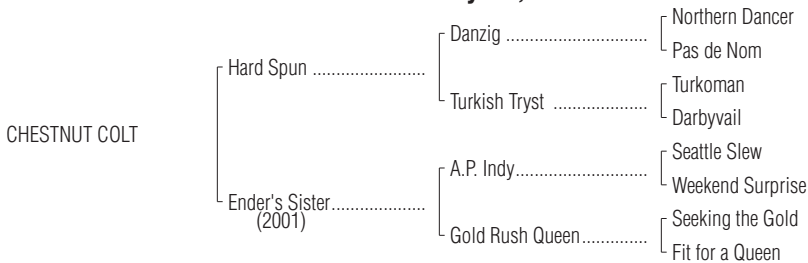 CHESTNUT COLT
Hard Spun ........................
Ender's Sister....................
(2001)
Danzig ..............................
Turkish Tryst ....................
A.P. Indy............................
Gold Rush Queen..............
Northern Dancer
Pas de Nom
Turkoman
Darbyvail
Seattle Slew
Weekend Surprise
Seeking the Gold
Fit for a Queen